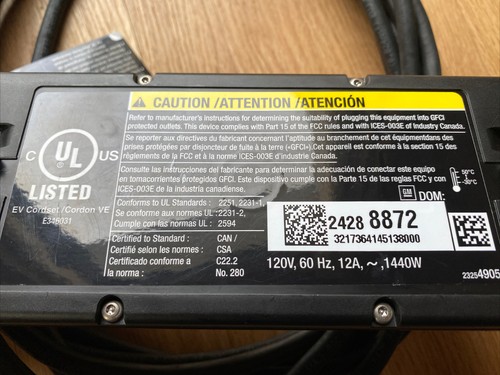 ⚠ CAUTION /ATTENTION /ATENCIÓN
Refer to manufacturer's instructions for determining the suitability of plugging this equipment into GFCI
protected outlets. This device complies with Part 15 of the FCC rules and with ICES-003E of Industry Canada.
Se reporter aux directives du fabricant concernant l'aptitude au branchement de cet équipmentdans des
prises protégées par disjoncteur de fuite à la terre («GFCI»). Cet appareil est conforme à la section 15 des
règlements de la FCC et à la norme ICES-003E d'Industrie Canada.
Consulte las instrucciones del fabricante para determinar la adecuación de conectar este equipo
en tomacorrientes protegidos GFCI. Este dispositivo cumple con la Parte 15 de las reglas FCC y con
ICES-003E de la industria canadiense.
C UL US
LISTED
EV Cordset /Cordon VE
E349031
Conforms to UL Standards : 2251, 2231-1,
Se conforme aux normes UL : 2231-2,
Cumple con las normas UL : 2594
Certified to Standard : CAN /
Certifié à la norme : CSA
Certificado conforme a C22.2
la norma : No. 280
50°C
-30°C
GM
DOM:
2428 8872
3217364145138000
120V, 60 Hz, 12A, ~, 1440W
23254905